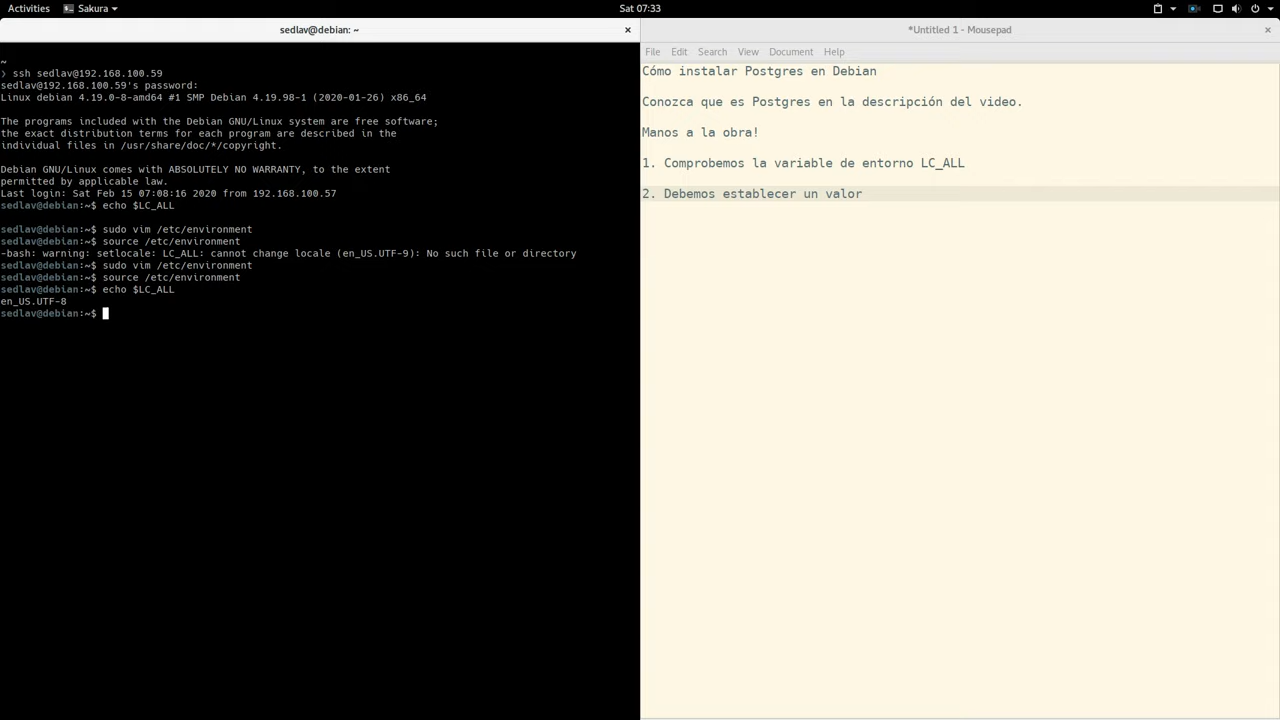 Activities
Sakura
Sat 07:33
sedlav@debian: ~
~
❯ ssh sedlav@192.168.100.59
sedlav@192.168.100.59's password:
Linux debian 4.19.0-8-amd64 #1 SMP Debian 4.19.98-1 (2020-01-26) x86_64
The programs included with the Debian GNU/Linux system are free software;
the exact distribution terms for each program are described in the
individual files in /usr/share/doc/*/copyright.
Debian GNU/Linux comes with ABSOLUTELY NO WARRANTY, to the extent
permitted by applicable law.
Last login: Sat Feb 15 07:08:16 2020 from 192.168.100.57
sedlav@debian:~$ echo $LC_ALL
sedlav@debian:~$ sudo vim /etc/environment
sedlav@debian:~$ source /etc/environment
-bash: warning: setlocale: LC_ALL: cannot change locale (en_US.UTF-9): No such file or directory
sedlav@debian:~$ sudo vim /etc/environment
sedlav@debian:~$ source /etc/environment
sedlav@debian:~$ echo $LC_ALL
en_US.UTF-8
sedlav@debian:~$
*Untitled 1 - Mousepad
File Edit Search View Document Help
Cómo instalar Postgres en Debian
Conozca que es Postgres en la descripción del video.
Manos a la obra!
1. Comprobemos la variable de entorno LC_ALL
2. Debemos establecer un valor